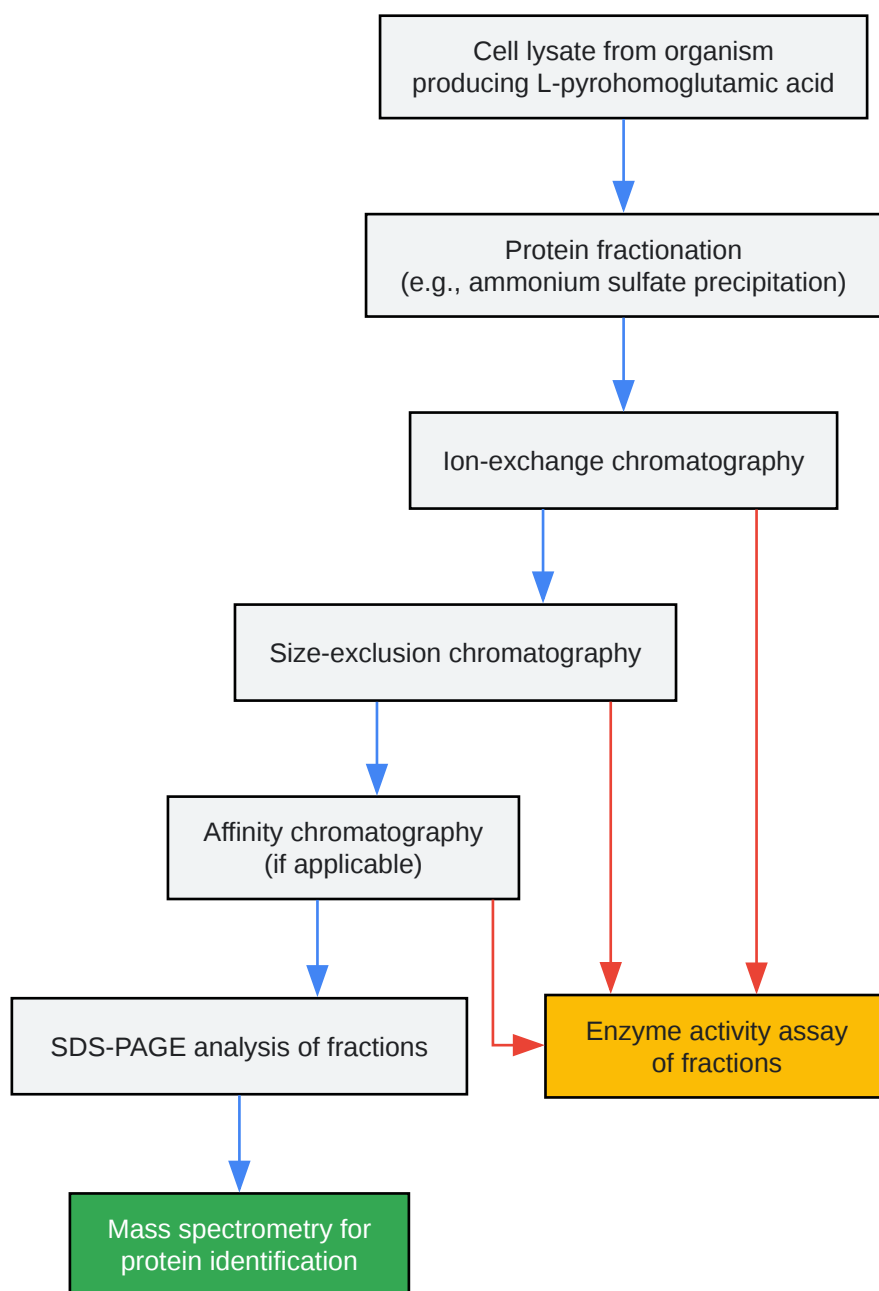 Cell lysate from organism
producing L-pyrohomoglutamic acid
Protein fractionation
(e.g., ammonium sulfate precipitation)
Ion-exchange chromatography
Size-exclusion chromatography
Affinity chromatography
(if applicable)
SDS-PAGE analysis of fractions
Enzyme activity assay
of fractions
Mass spectrometry for
protein identification